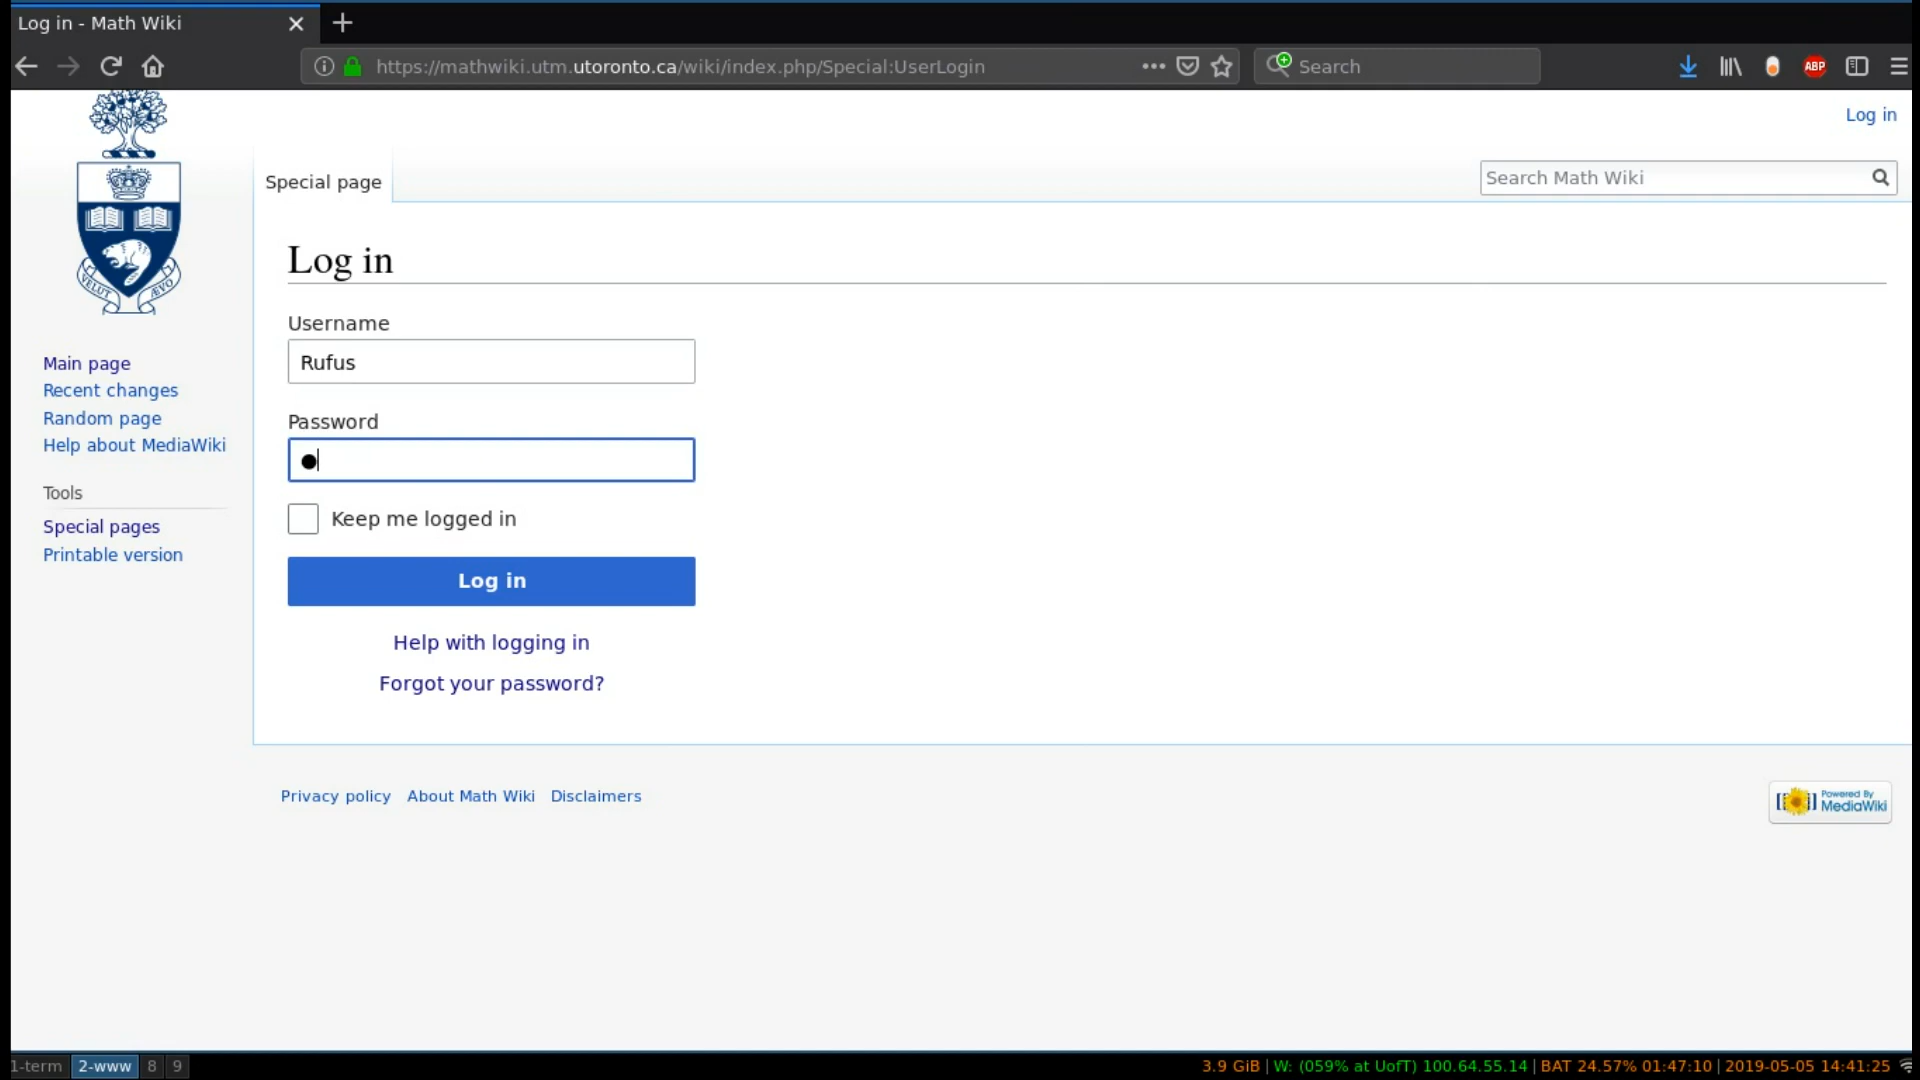 Log in - Math Wiki
https://mathwiki.utm.utoronto.ca/wiki/index.php/Special:UserLogin
Search
ABP
Log in
Special page
Search Math Wiki
VELUT ÆVO
Log in
Username
Rufus
Password
Keep me logged in
Log in
Help with logging in
Forgot your password?
Main page
Recent changes
Random page
Help about MediaWiki
Tools
Special pages
Printable version
Privacy policy About Math Wiki Disclaimers
Powered By
MediaWiki
1-term 2-www 8 9
3.9 GiB | W: (059% at UofT) 100.64.55.14 | BAT 24.57% 01:47:10 | 2019-05-05 14:41:25